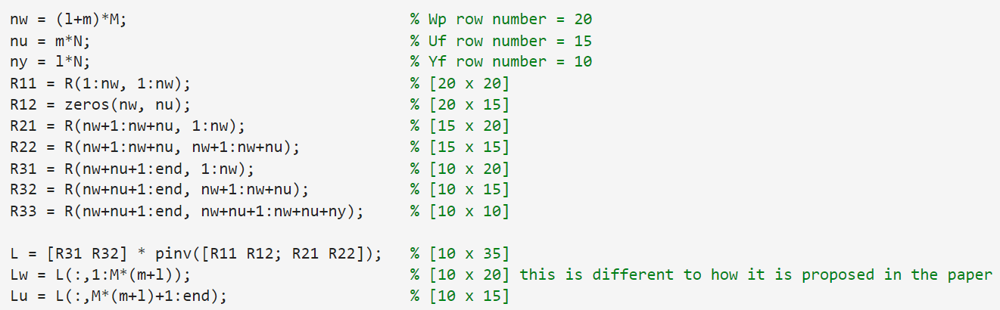 nw = (l+m)*M; % Wp row number = 20
nu = m*N; % Uf row number = 15
ny = l*N; % Yf row number = 10
R11 = R(1:nw, 1:nw); % [20 x 20]
R12 = zeros(nw, nu); % [20 x 15]
R21 = R(nw+1:nw+nu, 1:nw); % [15 x 20]
R22 = R(nw+1:nw+nu, nw+1:nw+nu); % [15 x 15]
R31 = R(nw+nu+1:end, 1:nw); % [10 x 20]
R32 = R(nw+nu+1:end, nw+1:nw+nu); % [10 x 15]
R33 = R(nw+nu+1:end, nw+nu+1:nw+nu+ny); % [10 x 10]
L = [R31 R32] * pinv([R11 R12; R21 R22]); % [10 x 35]
Lw = L(:,1:M*(m+l)); % [10 x 20] this is different to how it is proposed in the paper
Lu = L(:,M*(m+l)+1:end); % [10 x 15]